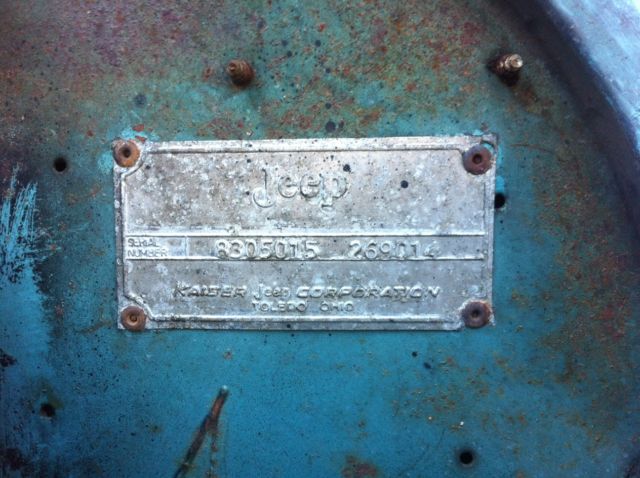 Jeep
SERIAL
NUMBER
8305015 269014
KAISER Jeep CORPORATION
TOLEDO OHIO